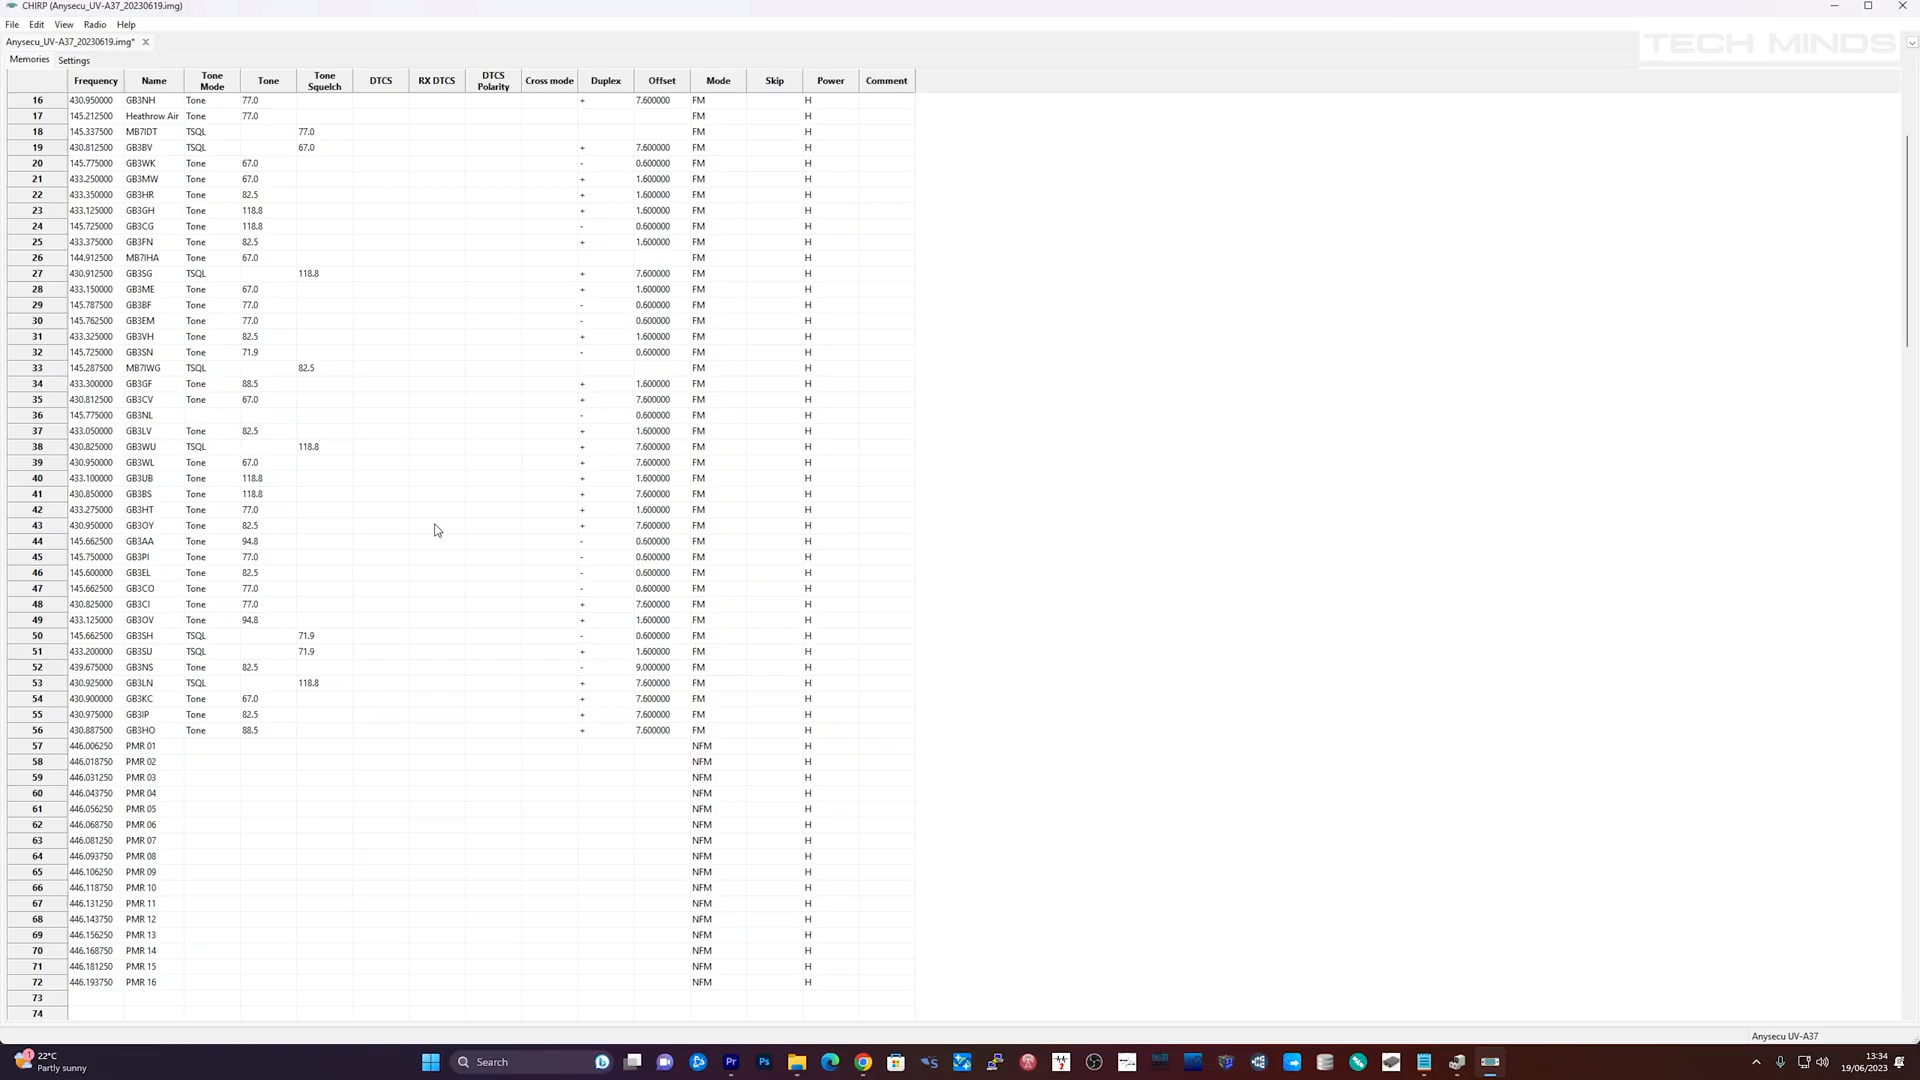 CHIRP (Anysecu_UV-A37_20230619.img)
File Edit View Radio Help
Anysecu_UV-A37_20230619.img*
TECH MINDS
Memories Settings
Frequency Name Tone Mode Tone Tone Squelch DTCS RX DTCS DTCS Polarity Cross mode Duplex Offset Mode Skip Power Comment
16 430.950000 GB3NH Tone 77.0 + 7.600000 FM H
17 145.212500 Heathrow Air Tone 77.0 FM H
18 145.337500 MB7IDT TSQL 77.0 FM H
19 430.812500 GB3BV TSQL 67.0 + 7.600000 FM H
20 145.775000 GB3WK Tone 67.0 - 0.600000 FM H
21 433.250000 GB3MW Tone 67.0 + 1.600000 FM H
22 433.350000 GB3HR Tone 82.5 + 1.600000 FM H
23 433.125000 GB3GH Tone 118.8 + 1.600000 FM H
24 145.725000 GB3CG Tone 118.8 - 0.600000 FM H
25 433.375000 GB3FN Tone 82.5 + 1.600000 FM H
26 144.912500 MB7IHA Tone 67.0 FM H
27 430.912500 GB3SG TSQL 118.8 + 7.600000 FM H
28 433.150000 GB3ME Tone 67.0 + 1.600000 FM H
29 145.787500 GB3BF Tone 77.0 - 0.600000 FM H
30 145.762500 GB3EM Tone 77.0 - 0.600000 FM H
31 433.325000 GB3VH Tone 82.5 + 1.600000 FM H
32 145.725000 GB3SN Tone 71.9 - 0.600000 FM H
33 145.287500 MB7IWG TSQL 82.5 FM H
34 433.300000 GB3GF Tone 88.5 + 1.600000 FM H
35 430.812500 GB3CV Tone 67.0 + 7.600000 FM H
36 145.775000 GB3NL - 0.600000 FM H
37 433.050000 GB3LV Tone 82.5 + 1.600000 FM H
38 430.825000 GB3WU TSQL 118.8 + 7.600000 FM H
39 430.950000 GB3WL Tone 67.0 + 7.600000 FM H
40 433.100000 GB3UB Tone 118.8 + 1.600000 FM H
41 430.850000 GB3BS Tone 118.8 + 7.600000 FM H
42 433.275000 GB3HT Tone 77.0 + 1.600000 FM H
43 430.950000 GB3OY Tone 82.5 + 7.600000 FM H
44 145.662500 GB3AA Tone 94.8 - 0.600000 FM H
45 145.750000 GB3PI Tone 77.0 - 0.600000 FM H
46 145.600000 GB3EL Tone 82.5 - 0.600000 FM H
47 145.662500 GB3CO Tone 77.0 - 0.600000 FM H
48 430.825000 GB3CI Tone 77.0 + 7.600000 FM H
49 433.125000 GB3OV Tone 94.8 + 1.600000 FM H
50 145.662500 GB3SH TSQL 71.9 - 0.600000 FM H
51 433.200000 GB3SU TSQL 71.9 + 1.600000 FM H
52 439.675000 GB3NS Tone 82.5 - 9.000000 FM H
53 430.925000 GB3LN TSQL 118.8 + 7.600000 FM H
54 430.900000 GB3KC Tone 67.0 + 7.600000 FM H
55 430.975000 GB3IP Tone 82.5 + 7.600000 FM H
56 430.887500 GB3HO Tone 88.5 + 7.600000 FM H
57 446.006250 PMR 01 NFM H
58 446.018750 PMR 02 NFM H
59 446.031250 PMR 03 NFM H
60 446.043750 PMR 04 NFM H
61 446.056250 PMR 05 NFM H
62 446.068750 PMR 06 NFM H
63 446.081250 PMR 07 NFM H
64 446.093750 PMR 08 NFM H
65 446.106250 PMR 09 NFM H
66 446.118750 PMR 10 NFM H
67 446.131250 PMR 11 NFM H
68 446.143750 PMR 12 NFM H
69 446.156250 PMR 13 NFM H
70 446.168750 PMR 14 NFM H
71 446.181250 PMR 15 NFM H
72 446.193750 PMR 16 NFM H
73
74
Anysecu UV-A37
22°C
Partly sunny
Search
13:34
19/06/2023